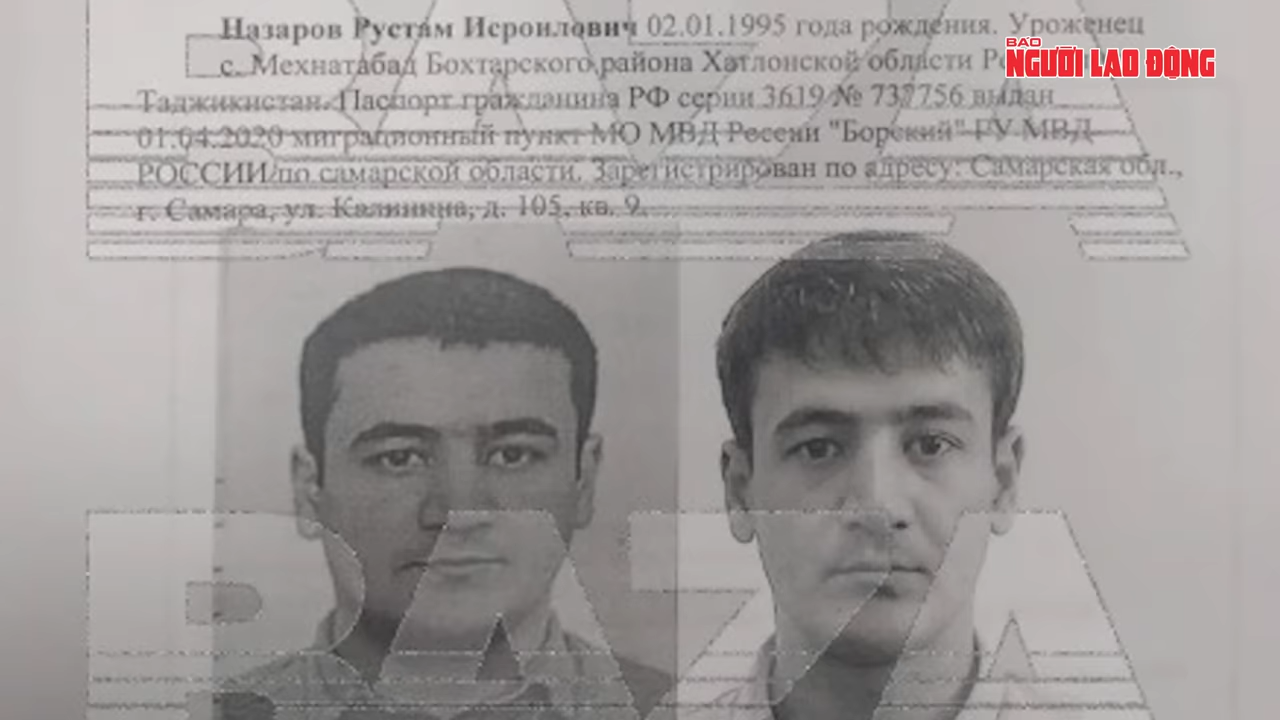 Назаров Рустам Исроилович 02.01.1995 года рождения. Уроженец
с. Мехнатабад Бохтарского района Хатлонской области
Таджикистан. Паспорт гражданина РФ серии 3619 № 737756 выдан
01.04.2020 миграционный пункт МО МВД России "Борский" ГУ МВД
РОССИИ по самарской области. Зарегистрирован по адресу: Самарская обл.,
г. Самара, ул. Калинина, д. 105, кв. 9.
BÁO
NGƯỜI LAO ĐỘNG
BAZA
BAZA